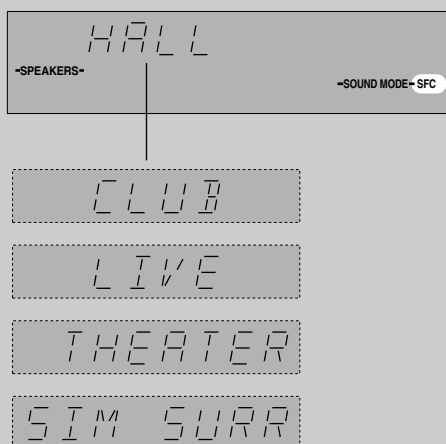 HALL
-SPEAKERS-
-SOUND MODE- SFC
CLUB
LIVE
THEATER
SIM SURR